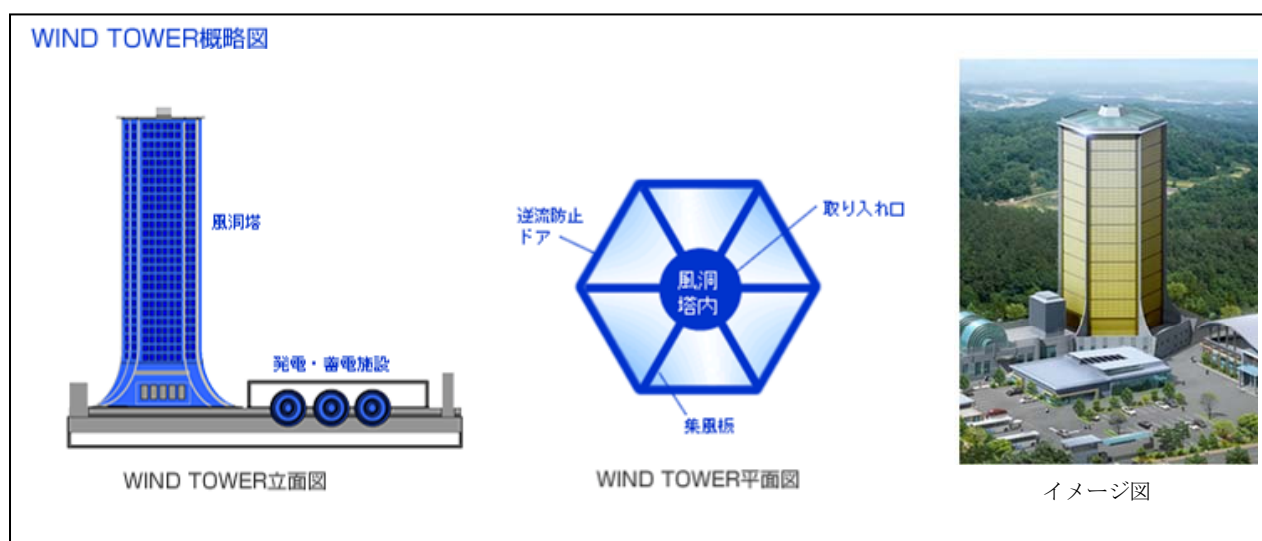 WIND TOWER概略図
風洞塔
発電・蓄電施設
WIND TOWER立面図
逆流防止
ドア
取り入れ口
風洞
塔内
集風板
WIND TOWER平面図
イメージ図